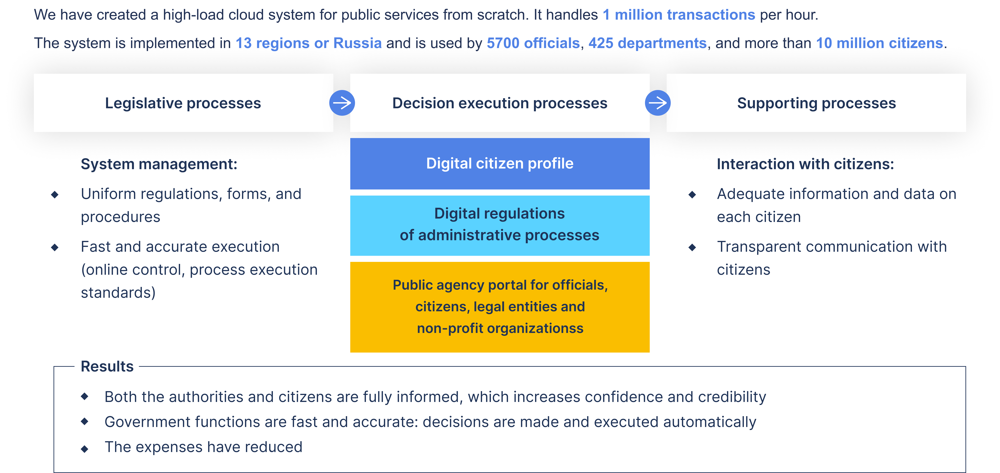 We have created a high-load cloud system for public services from scratch. It handles 1 million transactions per hour.
The system is implemented in 13 regions or Russia and is used by 5700 officials, 425 departments, and more than 10 million citizens.
Legislative processes
Decision execution processes
Supporting processes
System management:
Uniform regulations, forms, and
procedures
Fast and accurate execution
(online control, process execution
standards)
Digital citizen profile
Digital regulations
of administrative processes
Public agency portal for officials,
citizens, legal entities and
non-profit organizationss
Interaction with citizens:
Adequate information and data on
each citizen
Transparent communication with
citizens
Results
Both the authorities and citizens are fully informed, which increases confidence and credibility
Government functions are fast and accurate: decisions are made and executed automatically
The expenses have reduced